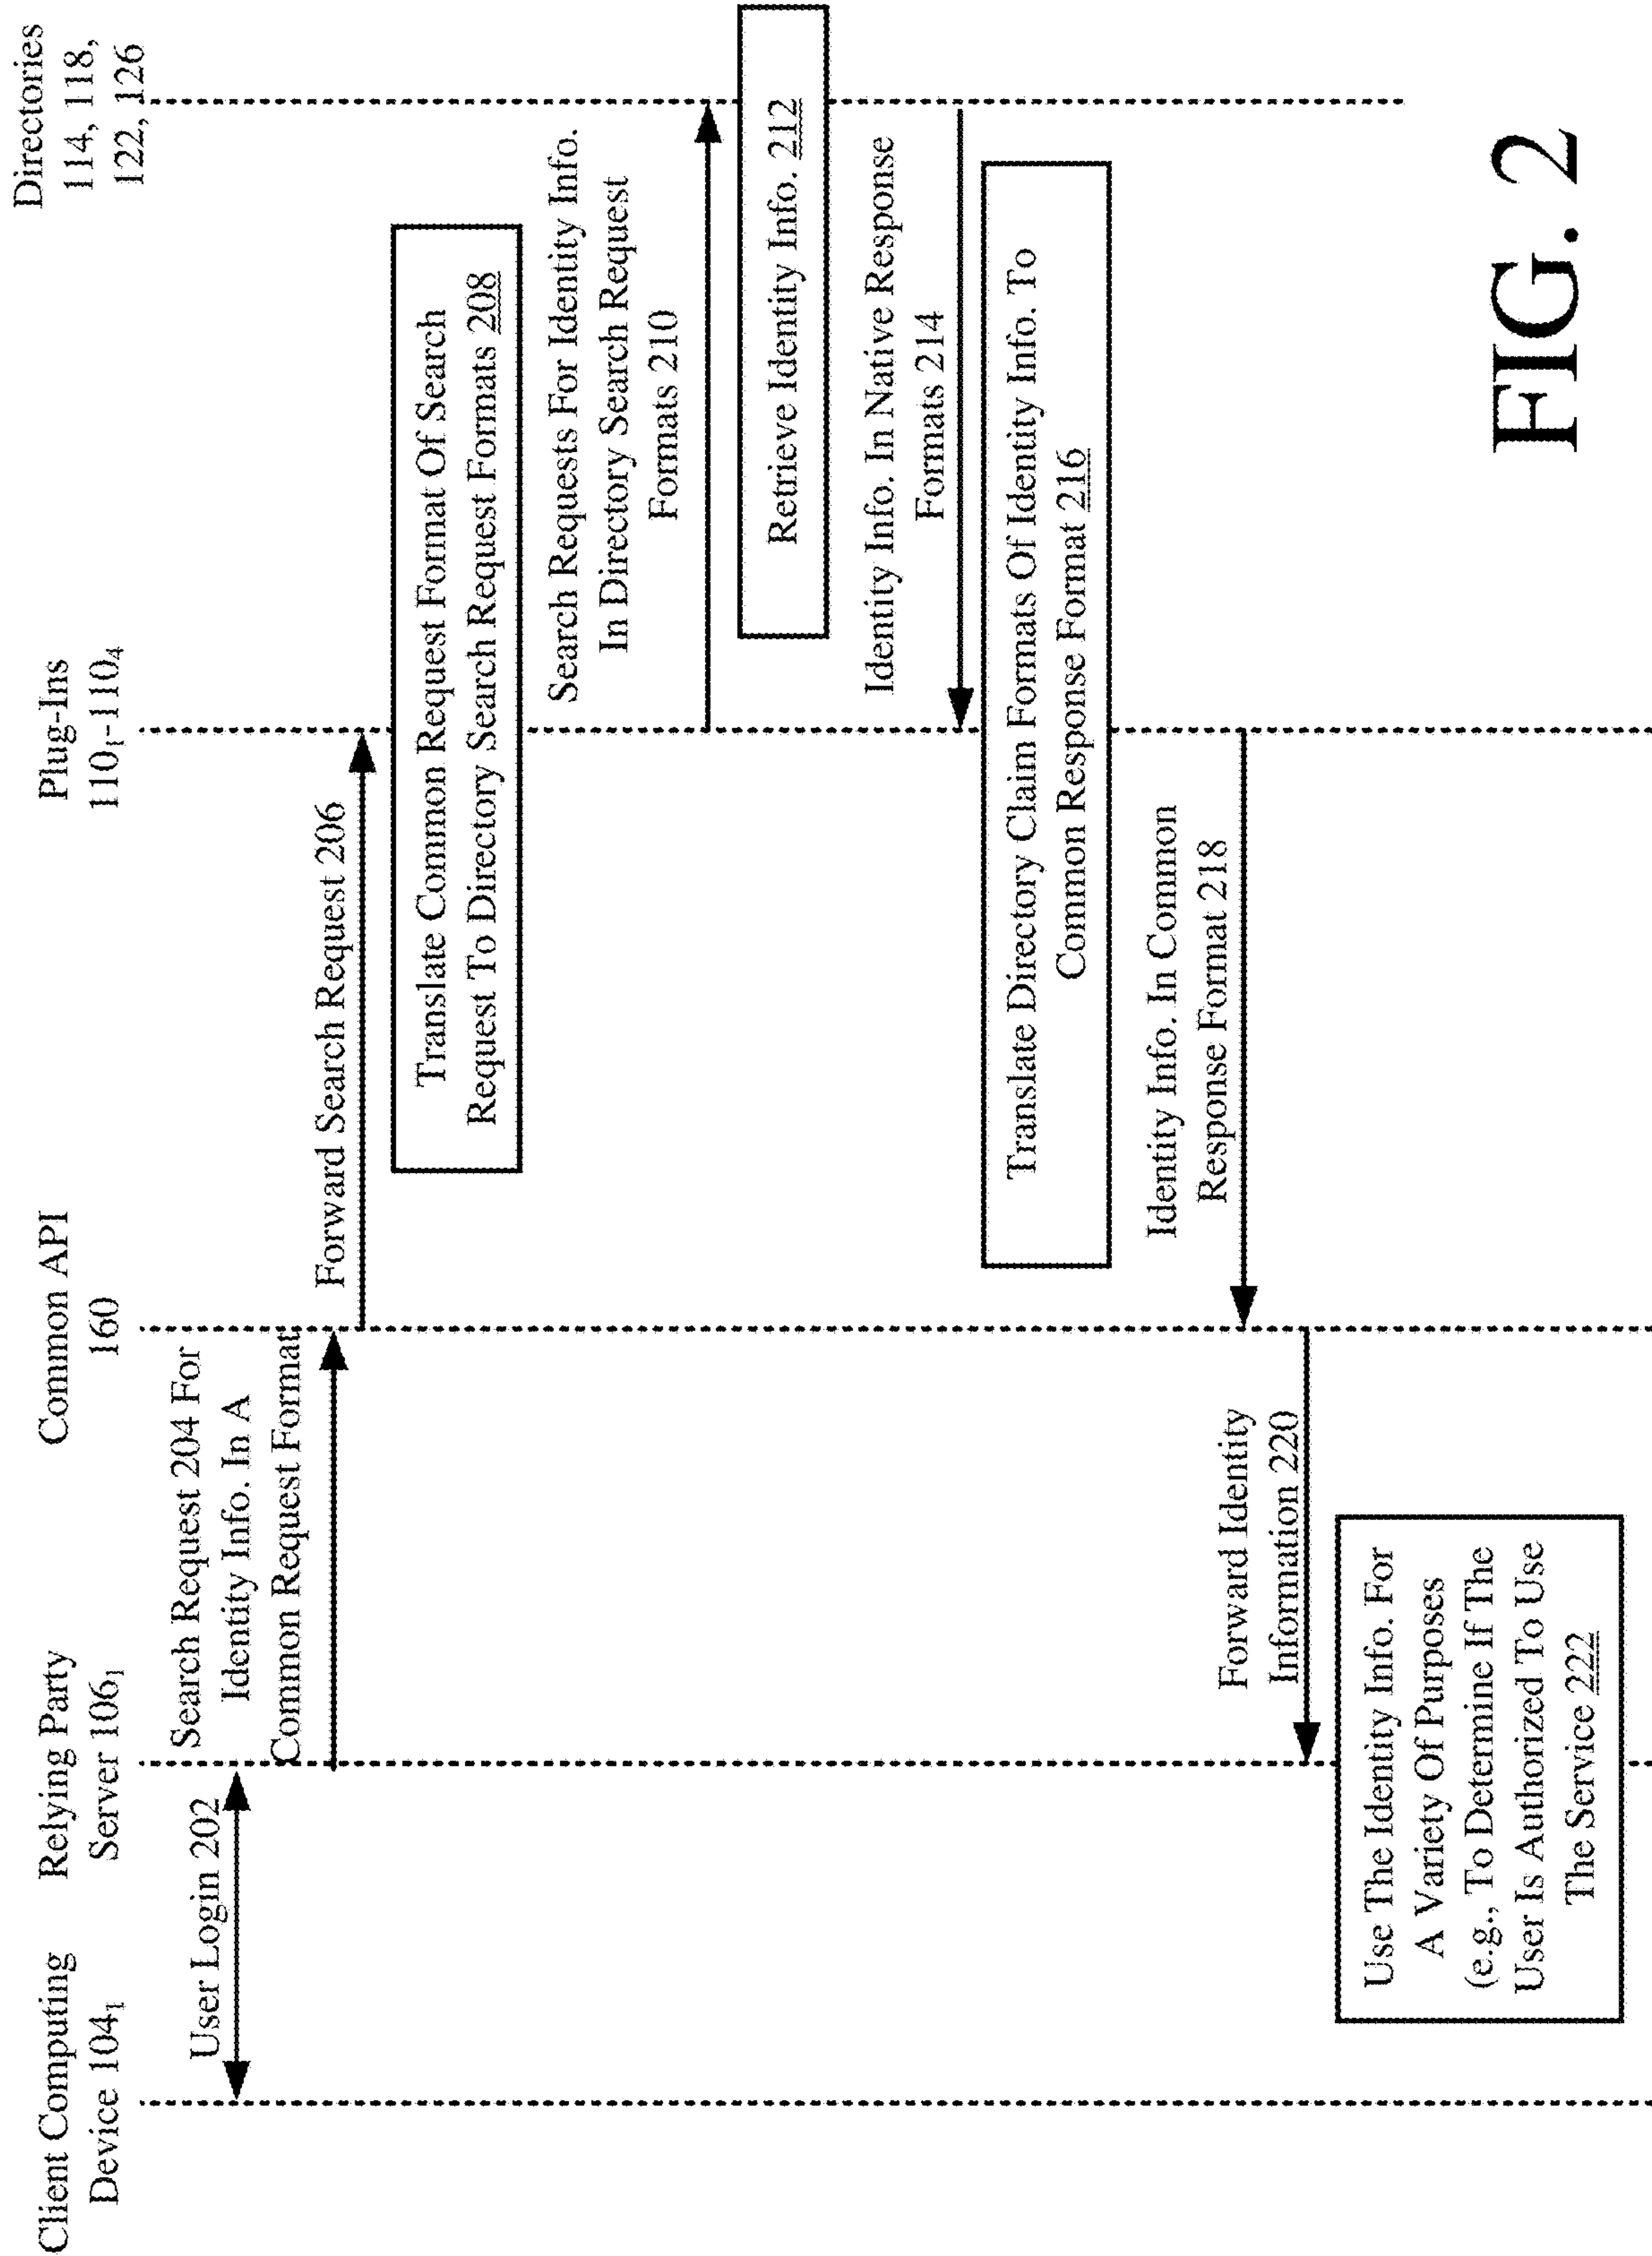 Client Computing
Device 104₁
Relying Party
Server 106₁
Common API
160
Plug-Ins
110₁-110₄
Directories
114, 118,
122, 126
User Login 202
Search Request 204 For
Identity Info. In A
Common Request Format
Forward Search Request 206
Translate Common Request Format Of Search
Request To Directory Search Request Formats 208
Search Requests For Identity Info.
In Directory Search Request
Formats 210
Retrieve Identity Info. 212
Identity Info. In Native Response
Formats 214
Translate Directory Claim Formats Of Identity Info. To
Common Response Format 216
Identity Info. In Common
Response Format 218
Forward Identity
Information 220
Use The Identity Info. For
A Variety Of Purposes
(e.g., To Determine If The
User Is Authorized To Use
The Service 222
FIG. 2